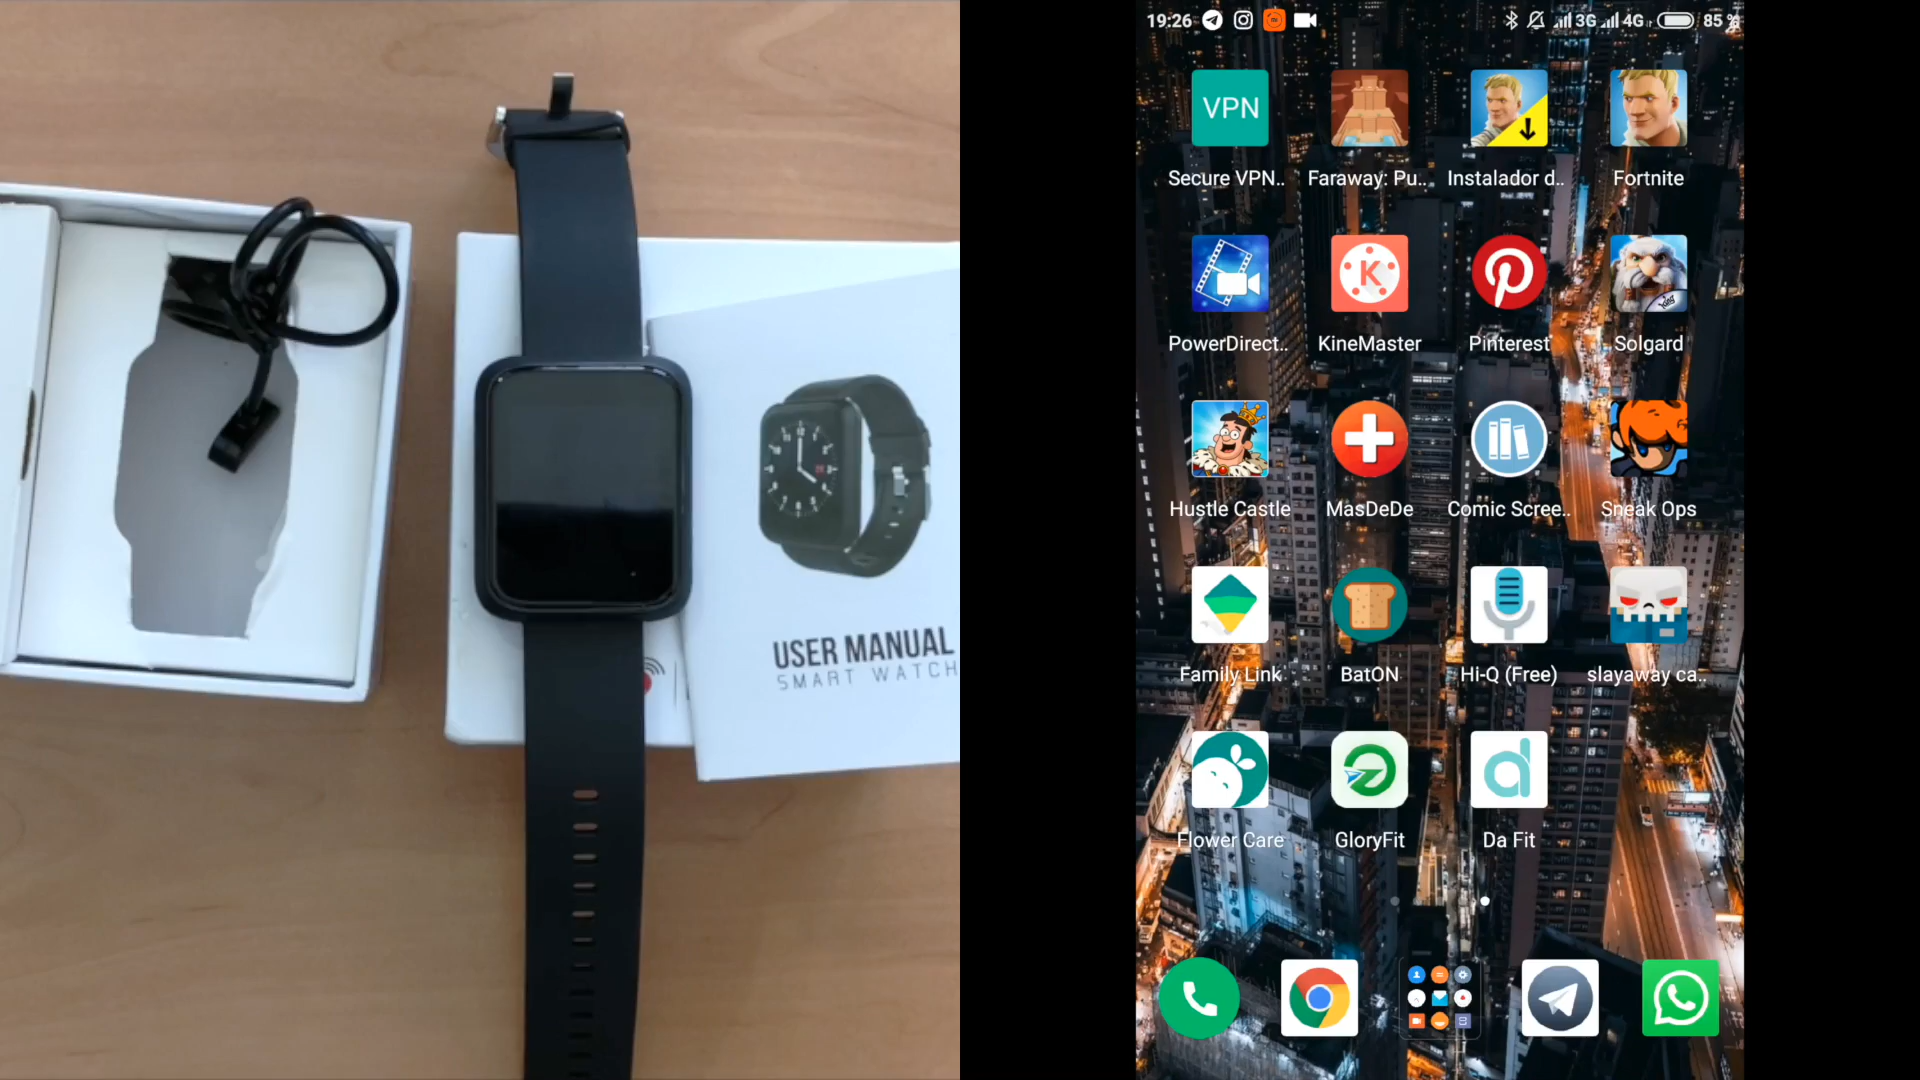 USER MANUAL
SMART WATCH
19:26 3G 4G 85 %
VPN
Secure VPN.. Faraway: Pu.. Instalador d.. Fortnite
K
King
PowerDirect.. KineMaster Pinterest Solgard
Hustle Castle MasDeDe Comic Scree.. Sneak Ops
Family Link BatON Hi-Q (Free) slayaway ca..
Flower Care GloryFit Da Fit